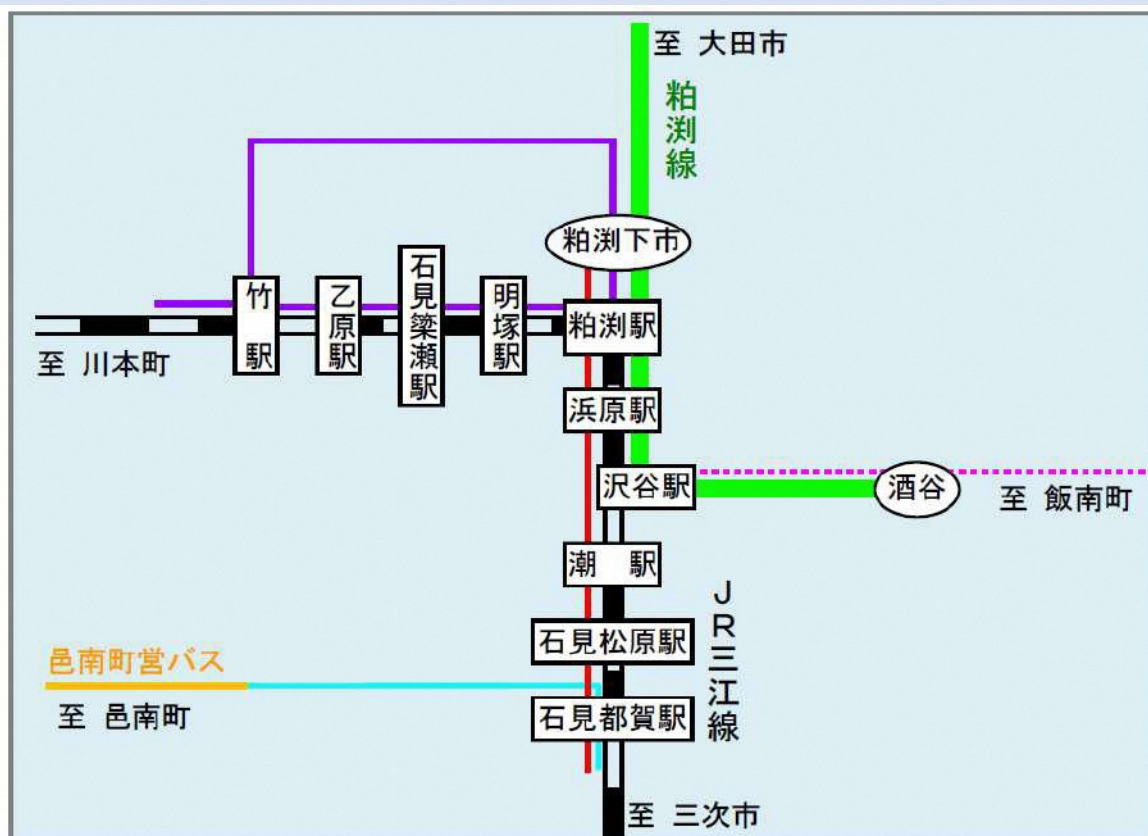 至 大田市
粕渕線
粕渕下市
竹駅
乙原駅
石見簗瀬駅
明塚駅
粕渕駅
至 川本町
浜原駅
沢谷駅
酒谷
至 飯南町
潮 駅
JR三江線
石見松原駅
邑南町営バス
至 邑南町
石見都賀駅
至 三次市